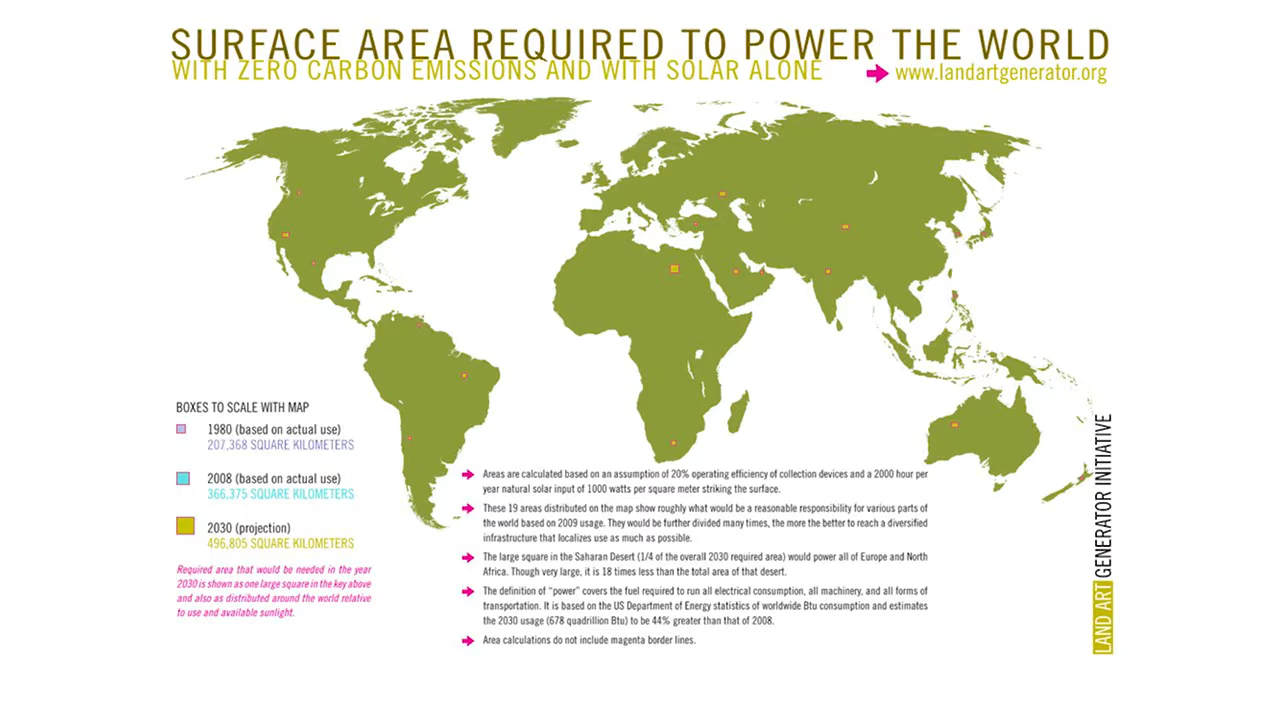 SURFACE AREA REQUIRED TO POWER THE WORLD
WITH ZERO CARBON EMISSIONS AND WITH SOLAR ALONE
www.landartgenerator.org
BOXES TO SCALE WITH MAP
1980 (based on actual use)
207,368 SQUARE KILOMETERS
2008 (based on actual use)
366,375 SQUARE KILOMETERS
2030 (projection)
496,805 SQUARE KILOMETERS
Required area that would be needed in the year
2030 is shown as one large square in the key above
and also as distributed around the world relative
to use and available sunlight.
Areas are calculated based on an assumption of 20% operating efficiency of collection devices and a 2000 hour per
year natural solar input of 1000 watts per square meter striking the surface.
These 19 areas distributed on the map show roughly what would be a reasonable responsibility for various parts of
the world based on 2009 usage. They would be further divided many times, the more the better to reach a diversified
infrastructure that localizes use as much as possible.
The large square in the Saharan Desert (1/4 of the overall 2030 required area) would power all of Europe and North
Africa. Though very large, it is 18 times less than the total area of that desert.
The definition of "power" covers the fuel required to run all electrical consumption, all machinery, and all forms of
transportation. It is based on the US Department of Energy statistics of worldwide Btu consumption and estimates
the 2030 usage (678 quadrillion Btu) to be 44% greater than that of 2008.
Area calculations do not include magenta border lines.
LAND ART GENERATOR INITIATIVE